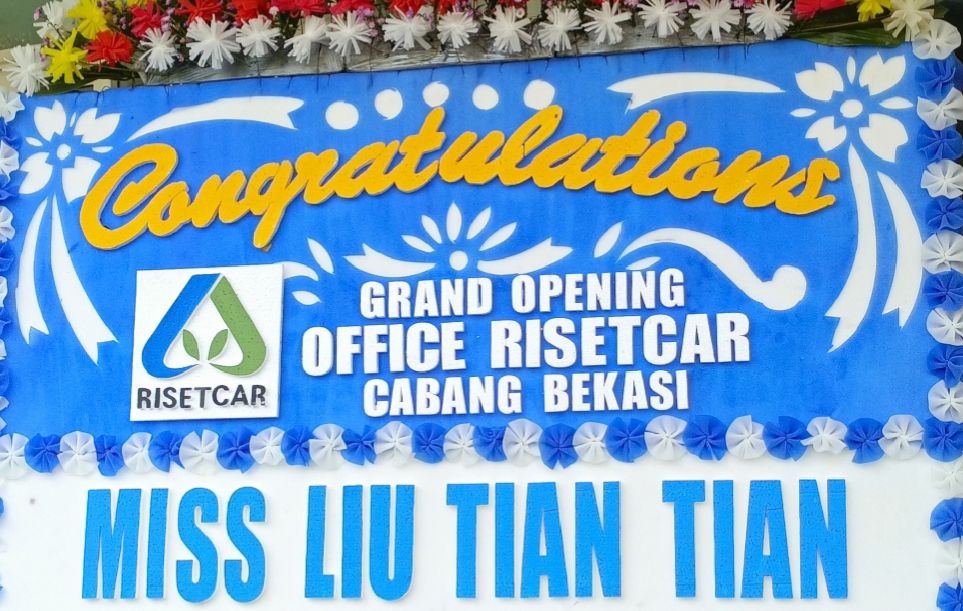 Congratulations
GRAND OPENING
OFFICE RISETCAR
CABANG BEKASI
RISETCAR
MISS LIU TIAN TIAN